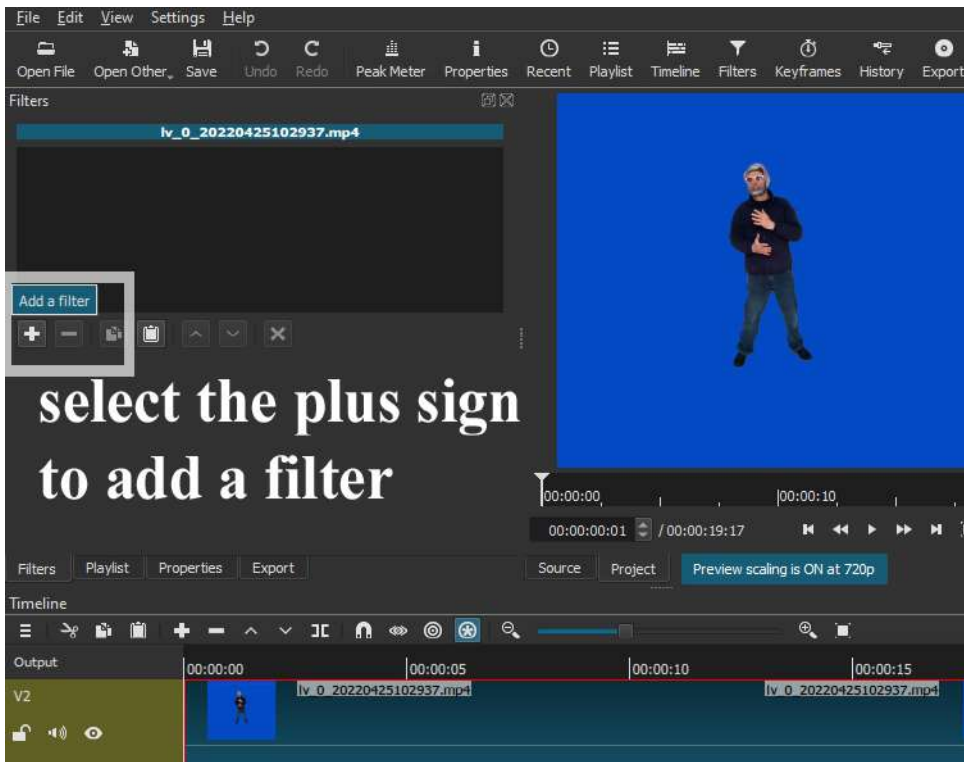 File Edit View Settings Help
Open File Open Other Save Undo Redo Peak Meter Properties Recent Playlist Timeline Filters Keyframes History Export
Filters
lv_0_20220425102937.mp4
Add a filter
select the plus sign
to add a filter
00:00:00 00:00:10
00:00:00:01 / 00:00:19:17
Filters Playlist Properties Export
Source Project Preview scaling is ON at 720p
Timeline
Output 00:00:00 00:00:05 00:00:10 00:00:15
V2 lv_0_20220425102937.mp4 lv_0_20220425102937.mp4